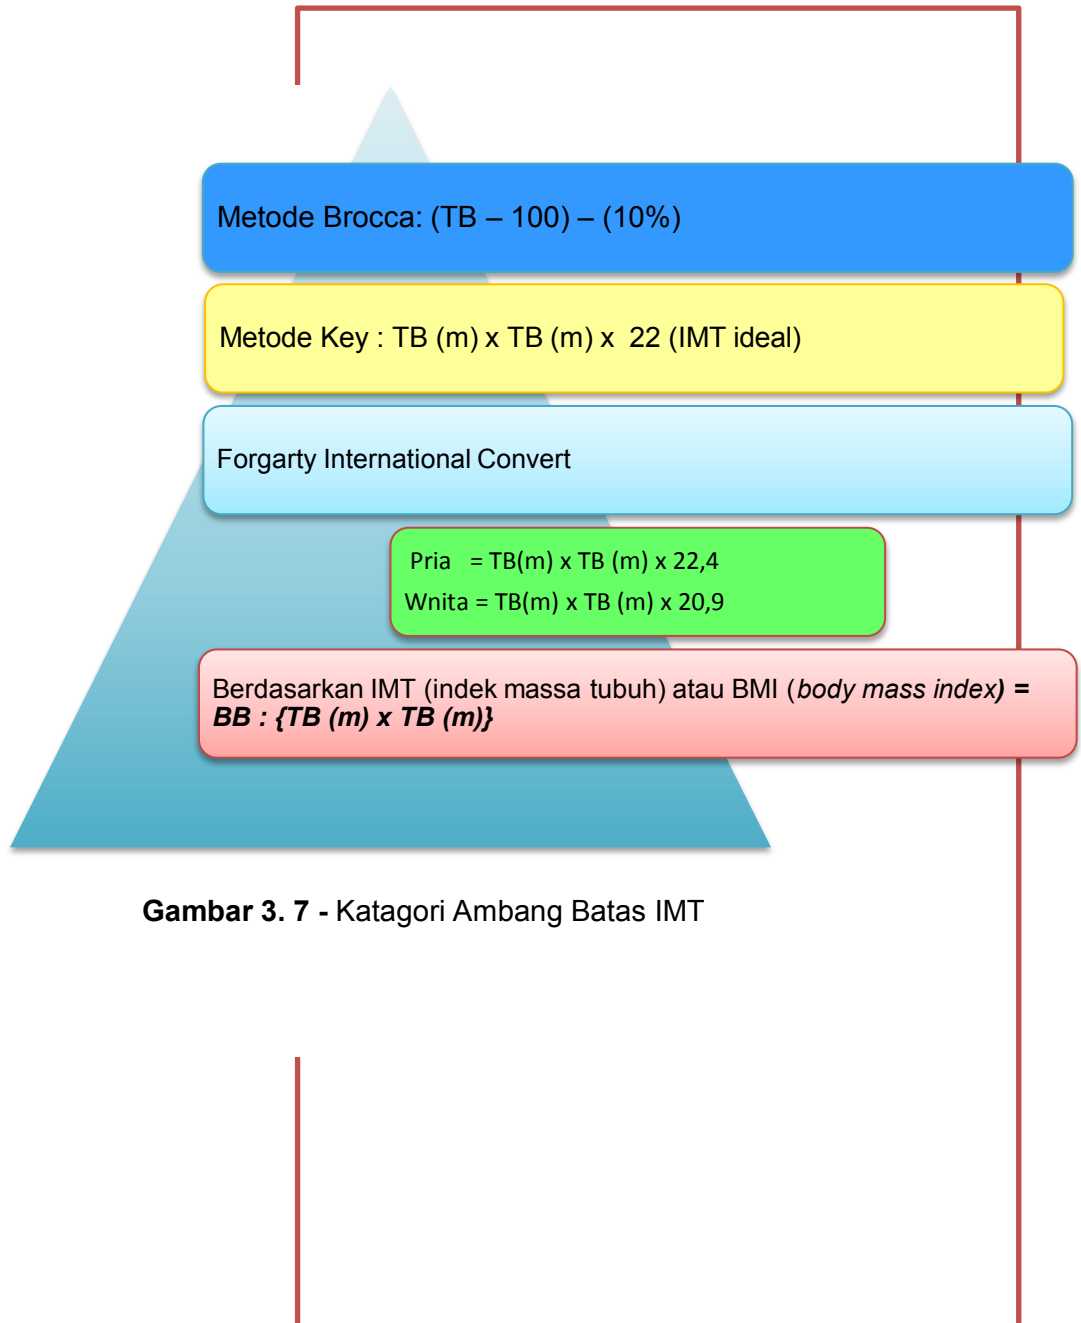 Metode Brocca: (TB – 100) – (10%)
Metode Key : TB (m) x TB (m) x  22 (IMT ideal)
Forgarty International Convert
Pria   = TB(m) x TB (m) x 22,4
Wnita = TB(m) x TB (m) x 20,9
Berdasarkan IMT (indek massa tubuh) atau BMI (body mass index) =
BB : {TB (m) x TB (m)}
Gambar 3. 7 - Katagori Ambang Batas IMT